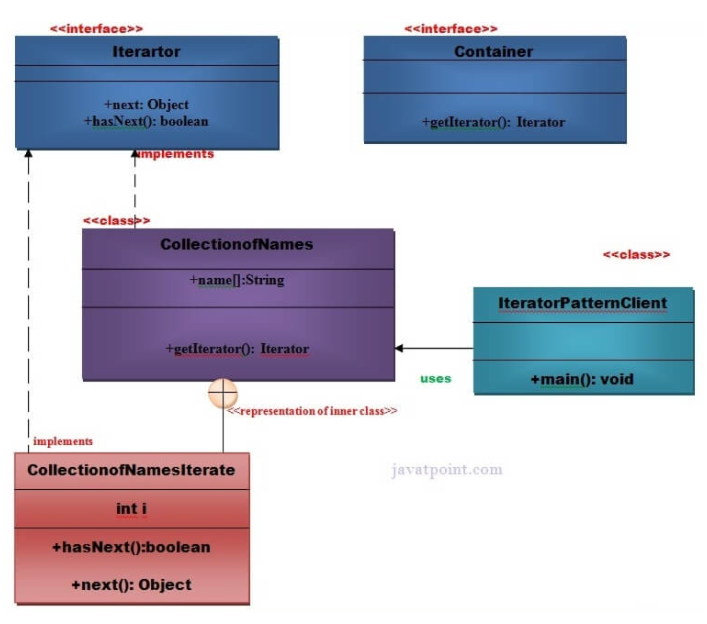 <<interface>>
Iterartor
+next: Object
+hasNext(): boolean
<<interface>>
Container
+getIterator(): Iterator
implements
<<class>>
CollectionofNames
+name[]:String
+getIterator(): Iterator
<<class>>
IteratorPatternClient
+main(): void
uses
<<representation of inner class>>
implements
CollectionofNamesIterate
int i
+hasNext():boolean
+next(): Object
javatpoint.com